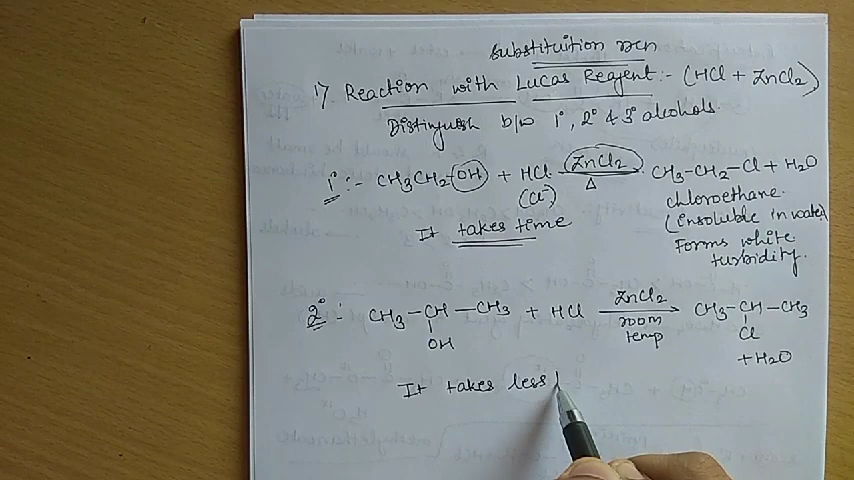 Substituition rxn
1) Reaction with Lucas Reagent:- (HCl + ZnCl2)
Distinguish b/w 1°, 2° & 3° alcohols.
1° :- CH3CH2-OH + HCl ZnCl2 CH3-CH2-Cl + H2O
(Cl-) Δ chloroethane.
(insoluble in water)
It takes time
Forms white
turbidity.
2° :- CH3-CH-CH3 + HCl ZnCl2 CH3-CH-CH3
OH room Cl
temp + H2O
It takes less